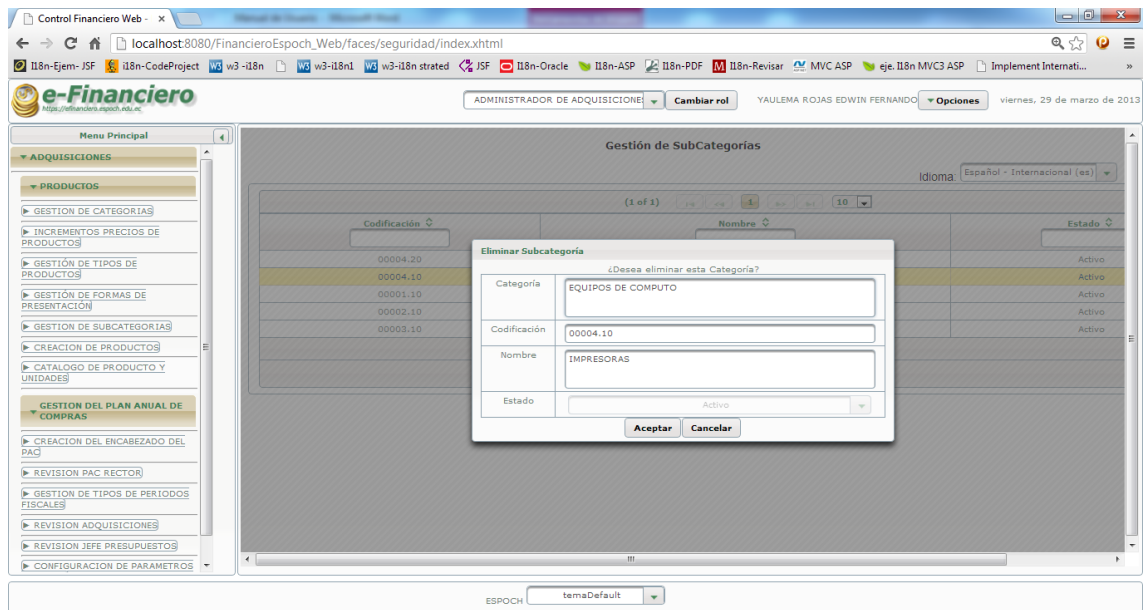 Control Financiero Web - x
localhost:8080/FinancieroEspoch_Web/faces/seguridad/index.xhtml
I18n-Ejem- JSF i18n-CodeProject w3 -i18n w3-i18n1 w3-i18n strated JSF I18n-Oracle I18n-ASP I18n-PDF I18n-Revisar MVC ASP eje. I18n MVC3 ASP Implement Internati... »
e-Financiero
https://efinanciero.espoch.edu.ec
ADMINISTRADOR DE ADQUISICIONE Cambiar rol YAULEMA ROJAS EDWIN FERNANDO Opciones viernes, 29 de marzo de 2013
Menu Principal
ADQUISICIONES
PRODUCTOS
GESTION DE CATEGORIAS
INCREMENTOS PRECIOS DE
PRODUCTOS
GESTIÓN DE TIPOS DE
PRODUCTOS
GESTIÓN DE FORMAS DE
PRESENTACIÓN
GESTION DE SUBCATEGORIAS
CREACION DE PRODUCTOS
CATALOGO DE PRODUCTO Y
UNIDADES
GESTION DEL PLAN ANUAL DE
COMPRAS
CREACION DEL ENCABEZADO DEL
PAC
REVISION PAC RECTOR
GESTION DE TIPOS DE PERIODOS
FISCALES
REVISION ADQUISICIONES
REVISION JEFE PRESUPUESTOS
CONFIGURACION DE PARAMETROS
Gestión de SubCategorías
Idioma: Español - Internacional (es)
(1 of 1) 1 10
Codificación Nombre Estado
00004.20 Activo
00004.10 Activo
00001.10 Activo
00002.10 Activo
00003.10 Activo
Eliminar Subcategoría
¿Desea eliminar esta Categoría?
Categoría EQUIPOS DE COMPUTO
Codificación 00004.10
Nombre IMPRESORAS
Estado Activo
Aceptar Cancelar
ESPOCH temaDefault